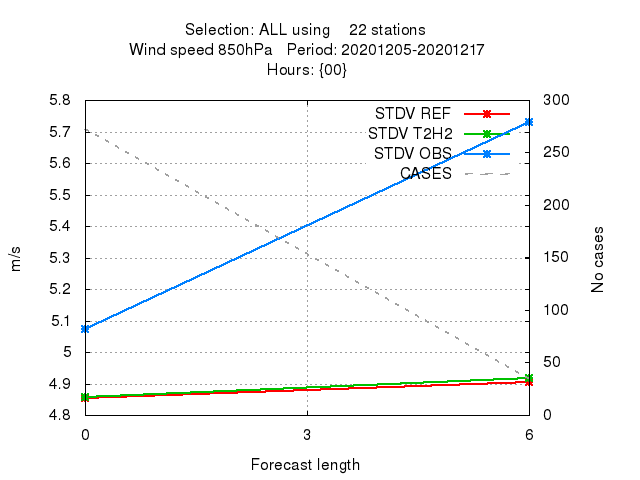 Selection: ALL using 22 stations
Wind speed 850hPa Period: 20201205-20201217
Hours: {00}
5.8
5.7
5.6
5.5
5.4
5.3
5.2
5.1
5
4.9
4.8
m/s
STDV REF
STDV T2H2
STDV OBS
CASES
300
250
200
150
100
50
0
No cases
0
3
6
Forecast length